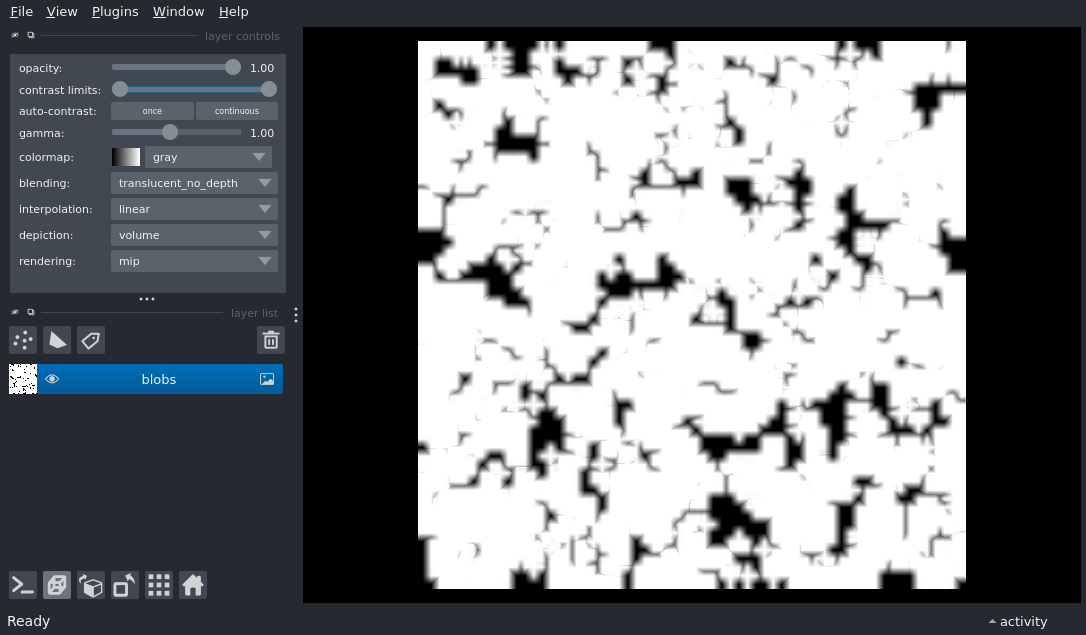 File View Plugins Window Help
layer controls
opacity: 1.00
contrast limits:
auto-contrast: once continuous
gamma: 1.00
colormap: gray
blending: translucent_no_depth
interpolation: linear
depiction: volume
rendering: mip
layer list
blobs
Ready activity